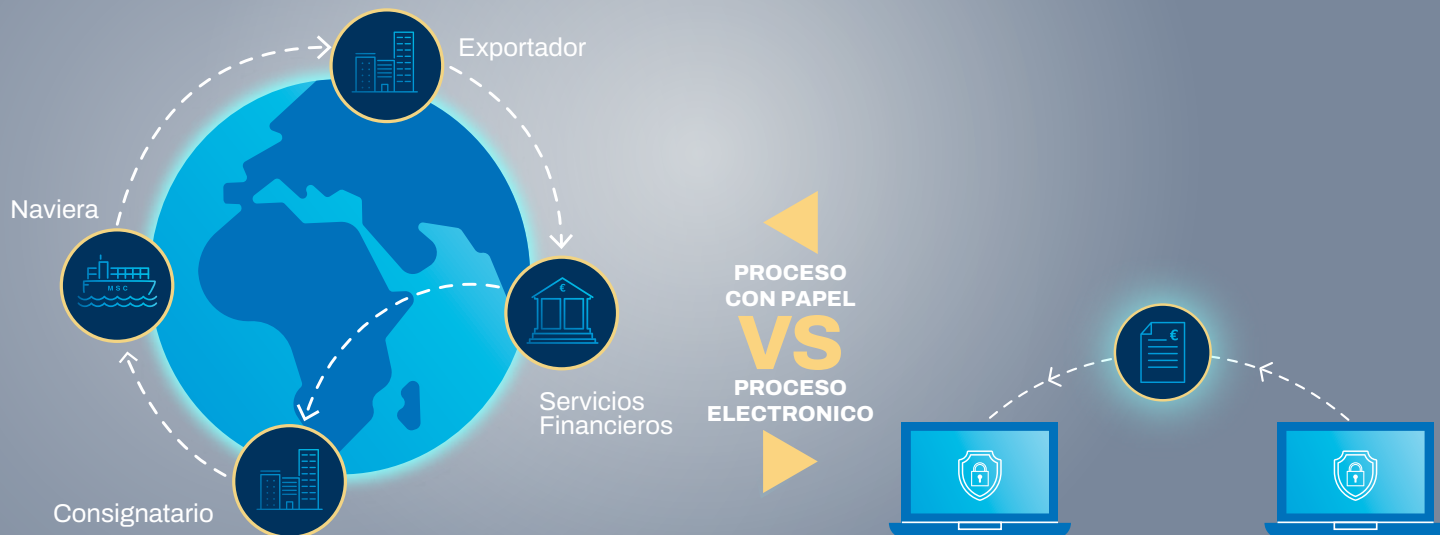 Exportador
Naviera
MSC
€
Servicios
Financieros
Consignatario
PROCESO
CON PAPEL
VS
PROCESO
ELECTRONICO
€